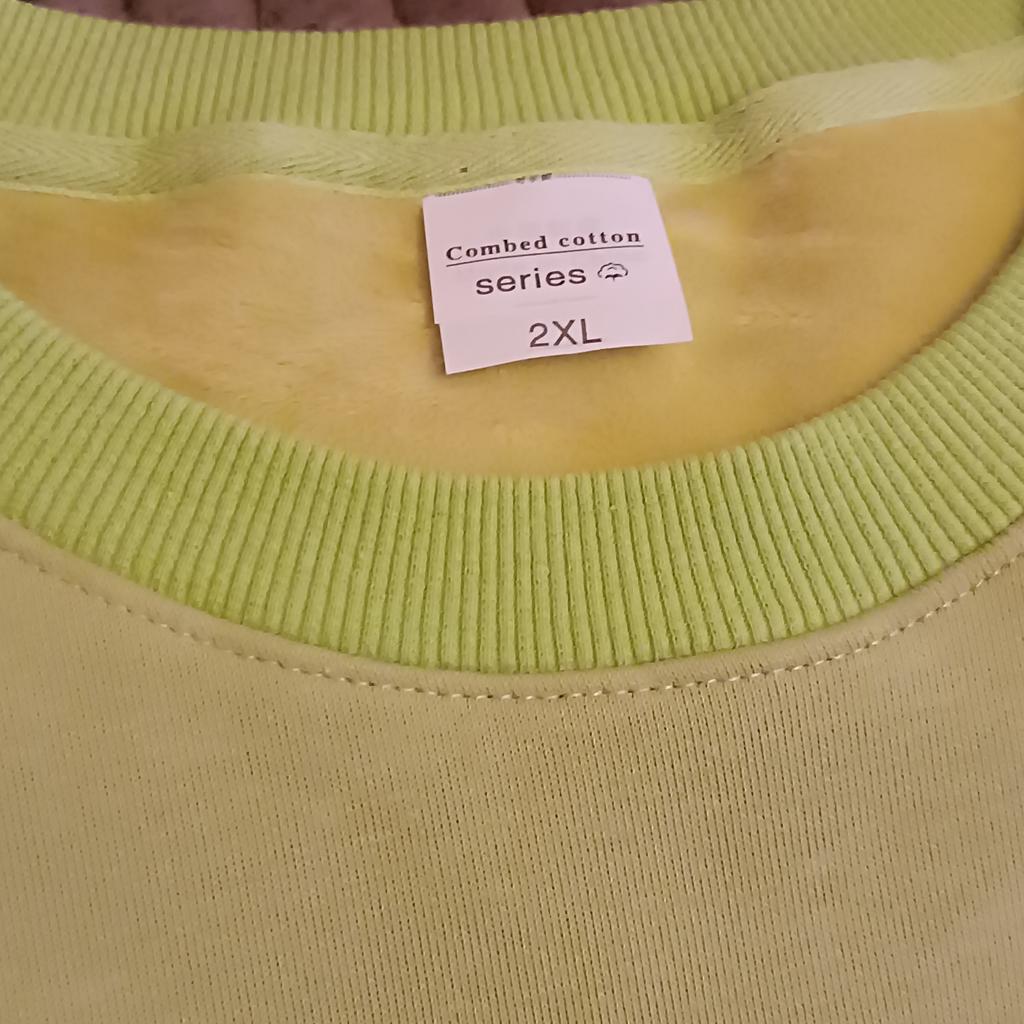 Combed cotton
series
2XL